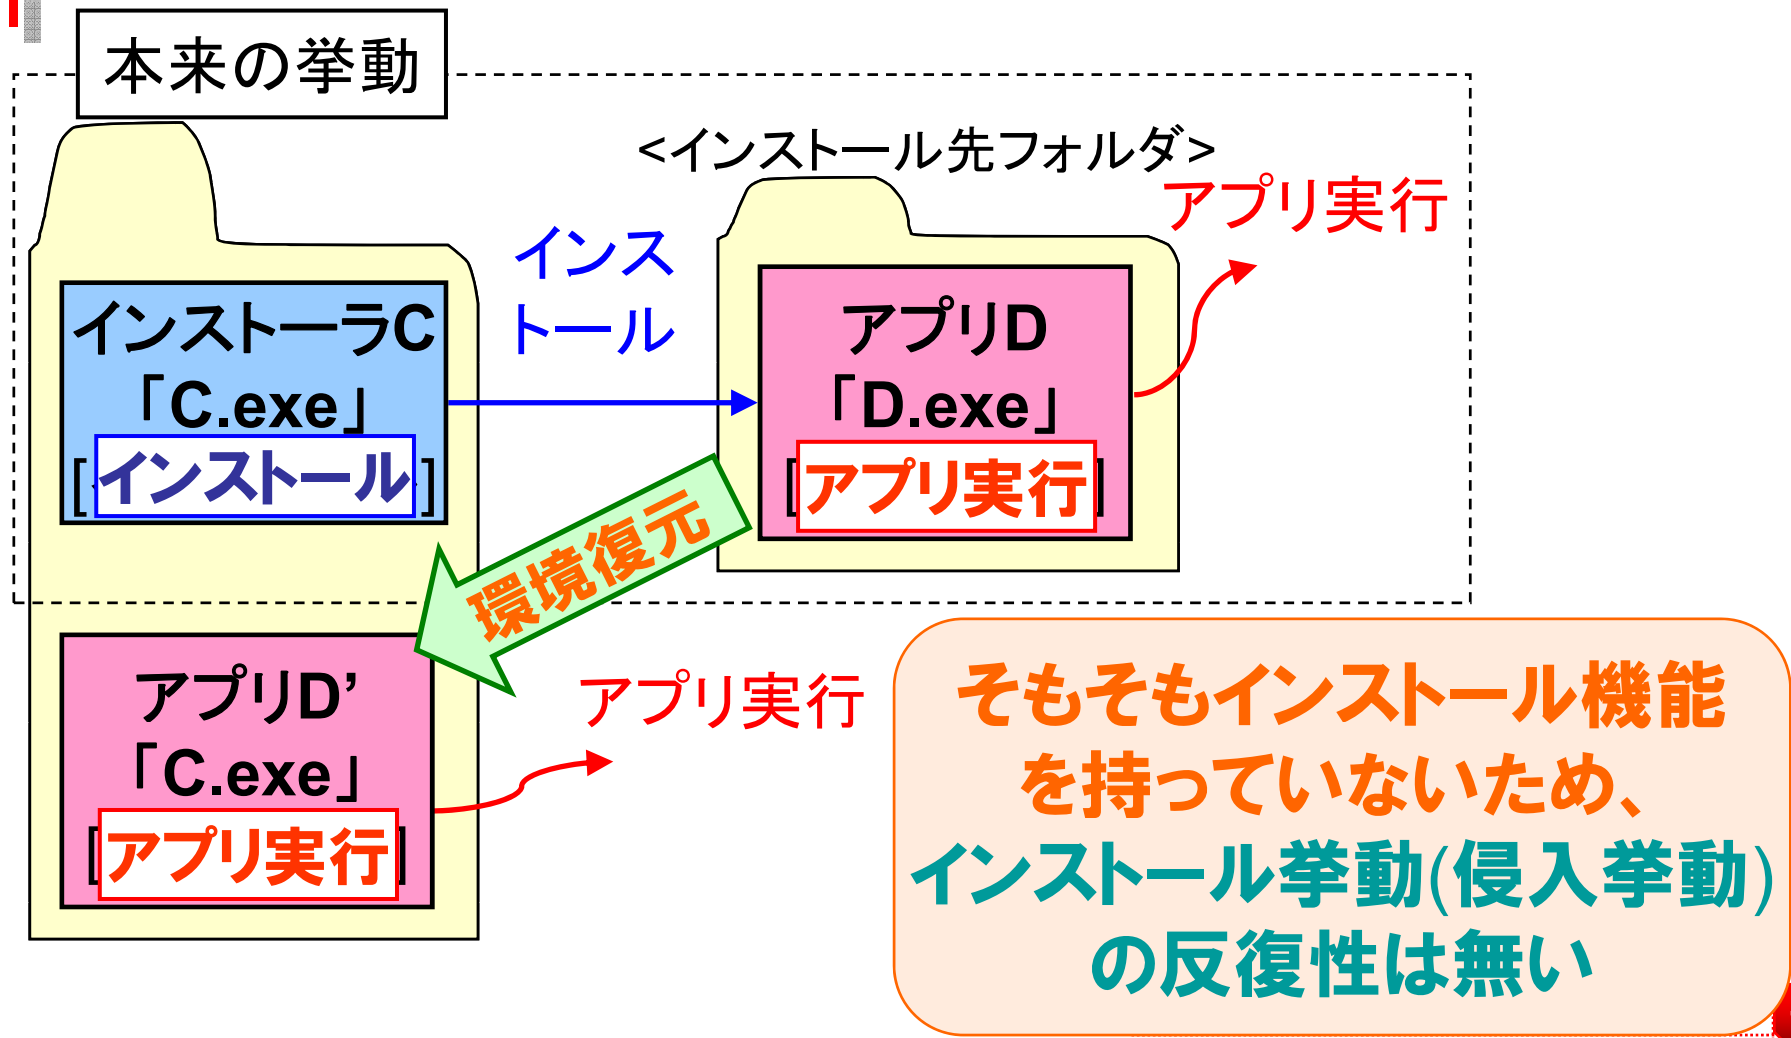 本来の挙動
<インストール先フォルダ>
アプリ実行
インス
トール
インストーラC
「C.exe」
[インストール]
アプリD
「D.exe」
[アプリ実行]
環境復元
アプリD’
「C.exe」
[アプリ実行]
アプリ実行
そもそもインストール機能
を持っていないため、
インストール挙動(侵入挙動)
の反復性は無い